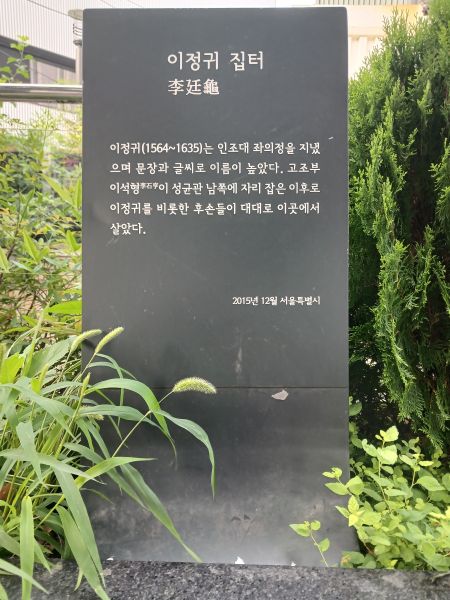 이정귀 집터
李廷龜
이정귀(1564~1635)는 인조대 좌의정을 지냈
으며 문장과 글씨로 이름이 높았다. 고조부
이석형李石亨이 성균관 남쪽에 자리 잡은 이후로
이정귀를 비롯한 후손들이 대대로 이곳에서
살았다.
2015년 12월 서울특별시